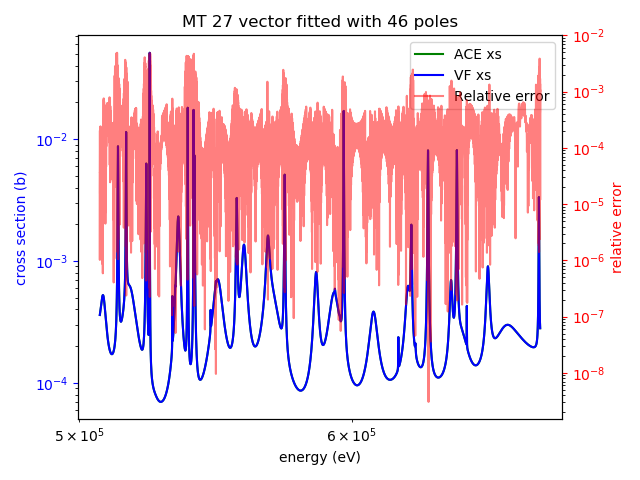 MT 27 vector fitted with 46 poles
ACE xs
VF xs
Relative error
10⁻²
10⁻³
10⁻⁴
cross section (b)
10⁻²
10⁻³
10⁻⁴
10⁻⁵
10⁻⁶
10⁻⁷
10⁻⁸
relative error
5 × 10⁵
6 × 10⁵
energy (eV)